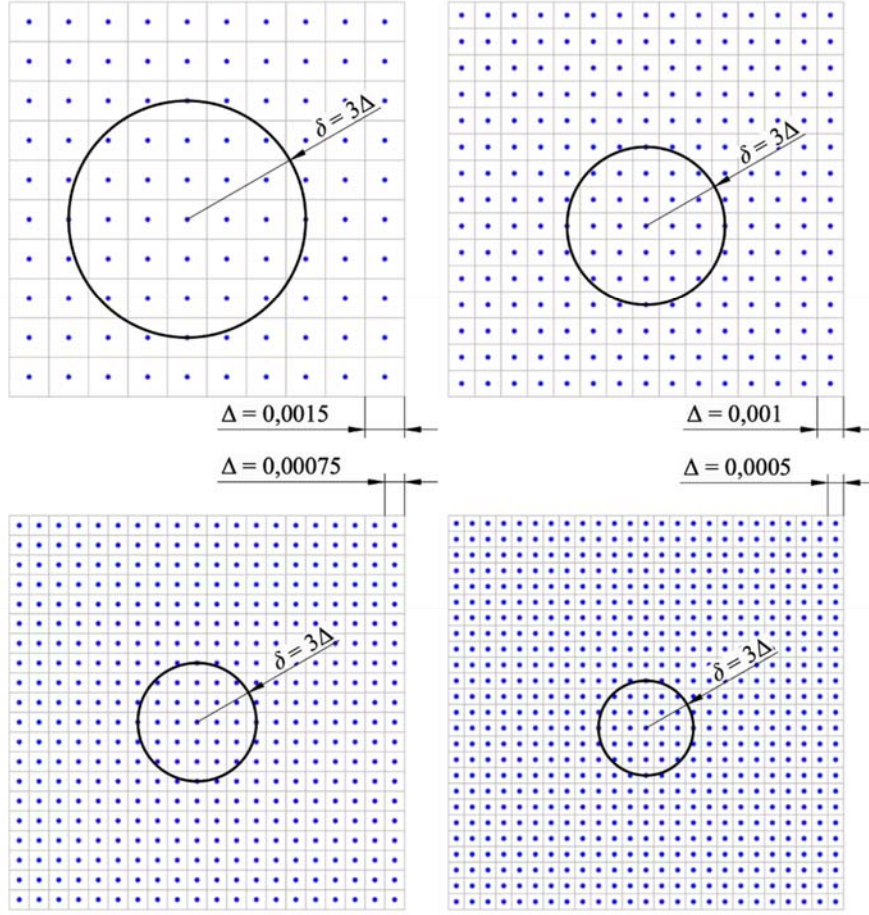 δ = 3Δ
δ = 3Δ
Δ = 0,0015
Δ = 0,001
Δ = 0,00075
Δ = 0,0005
δ = 3Δ
δ = 3Δ